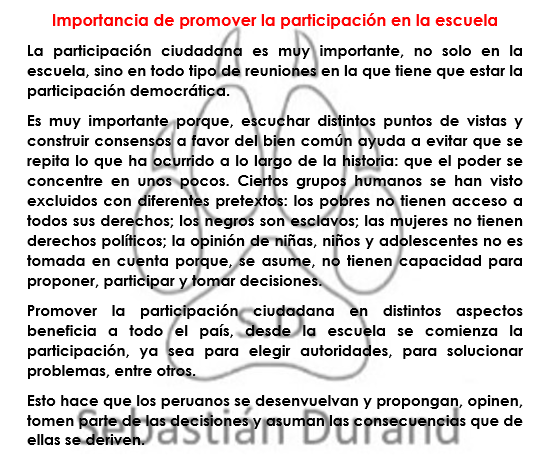 Importancia de promover la participación en la escuela
La participación ciudadana es muy importante, no solo en la
escuela, sino en todo tipo de reuniones en la que tiene que estar la
participación democrática.
Es muy importante porque, escuchar distintos puntos de vistas y
construir consensos a favor del bien común ayuda a evitar que se
repita lo que ha ocurrido a lo largo de la historia: que el poder se
concentre en unos pocos. Ciertos grupos humanos se han visto
excluidos con diferentes pretextos: los pobres no tienen acceso a
todos sus derechos; los negros son esclavos; las mujeres no tienen
derechos políticos; la opinión de niñas, niños y adolescentes no es
tomada en cuenta porque, se asume, no tienen capacidad para
proponer, participar y tomar decisiones.
Promover la participación ciudadana en distintos aspectos
beneficia a todo el país, desde la escuela se comienza la
participación, ya sea para elegir autoridades, para solucionar
problemas, entre otros.
Esto hace que los peruanos se desenvuelvan y propongan, opinen,
tomen parte de las decisiones y asuman las consecuencias que de
ellas se deriven.
S.D.
Sebastián Durand